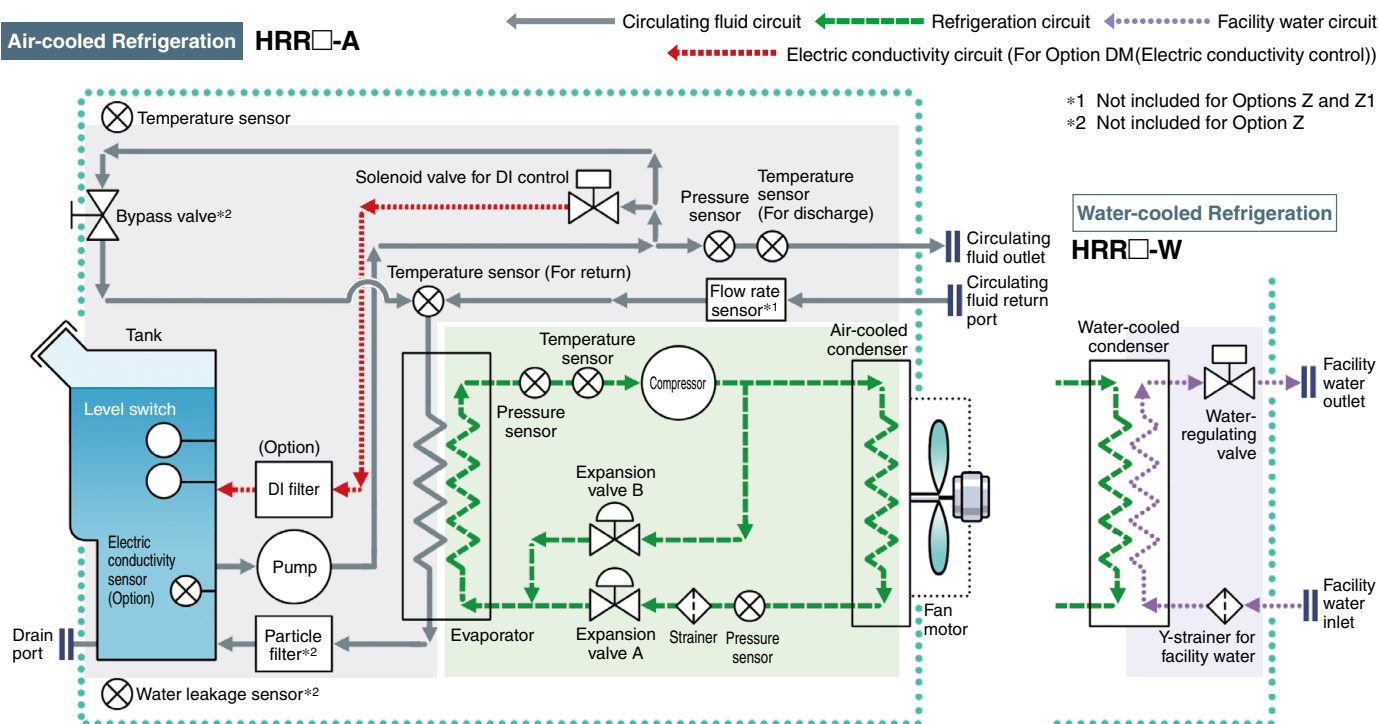 Air-cooled Refrigeration HRR□-A
Circulating fluid circuit
Refrigeration circuit
Facility water circuit
Electric conductivity circuit (For Option DM(Electric conductivity control))
*1 Not included for Options Z and Z1
*2 Not included for Option Z
Temperature sensor
Solenoid valve for DI control
Bypass valve*2
Pressure
sensor
Temperature
sensor
(For discharge)
Circulating
fluid outlet
Temperature sensor (For return)
Flow rate
sensor*1
Circulating
fluid return
port
Tank
Level switch
(Option)
DI filter
Electric
conductivity
sensor
(Option)
Pump
Drain
port
Particle
filter*2
Water leakage sensor*2
Evaporator
Temperature
sensor
Pressure
sensor
Compressor
Air-cooled
condenser
Expansion
valve B
Expansion
valve A
Strainer
Pressure
sensor
Fan
motor
Water-cooled Refrigeration
HRR□-W
Water-cooled
condenser
Facility
water
outlet
Water-
regulating
valve
Facility
water
inlet
Y-strainer for
facility water